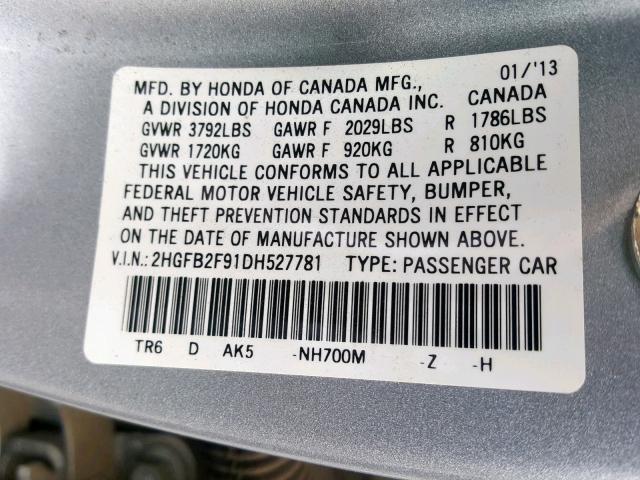 MFD. BY HONDA OF CANADA MFG., 01/'13
A DIVISION OF HONDA CANADA INC. CANADA
GVWR 3792LBS GAWR F 2029LBS R 1786LBS
GVWR 1720KG GAWR F 920KG R 810KG
THIS VEHICLE CONFORMS TO ALL APPLICABLE
FEDERAL MOTOR VEHICLE SAFETY, BUMPER,
AND THEFT PREVENTION STANDARDS IN EFFECT
ON THE DATE OF MANUFACTURE SHOWN ABOVE.
V.I.N.: 2HGFB2F91DH527781 TYPE: PASSENGER CAR
TR6 D AK5 -NH700M -Z -H